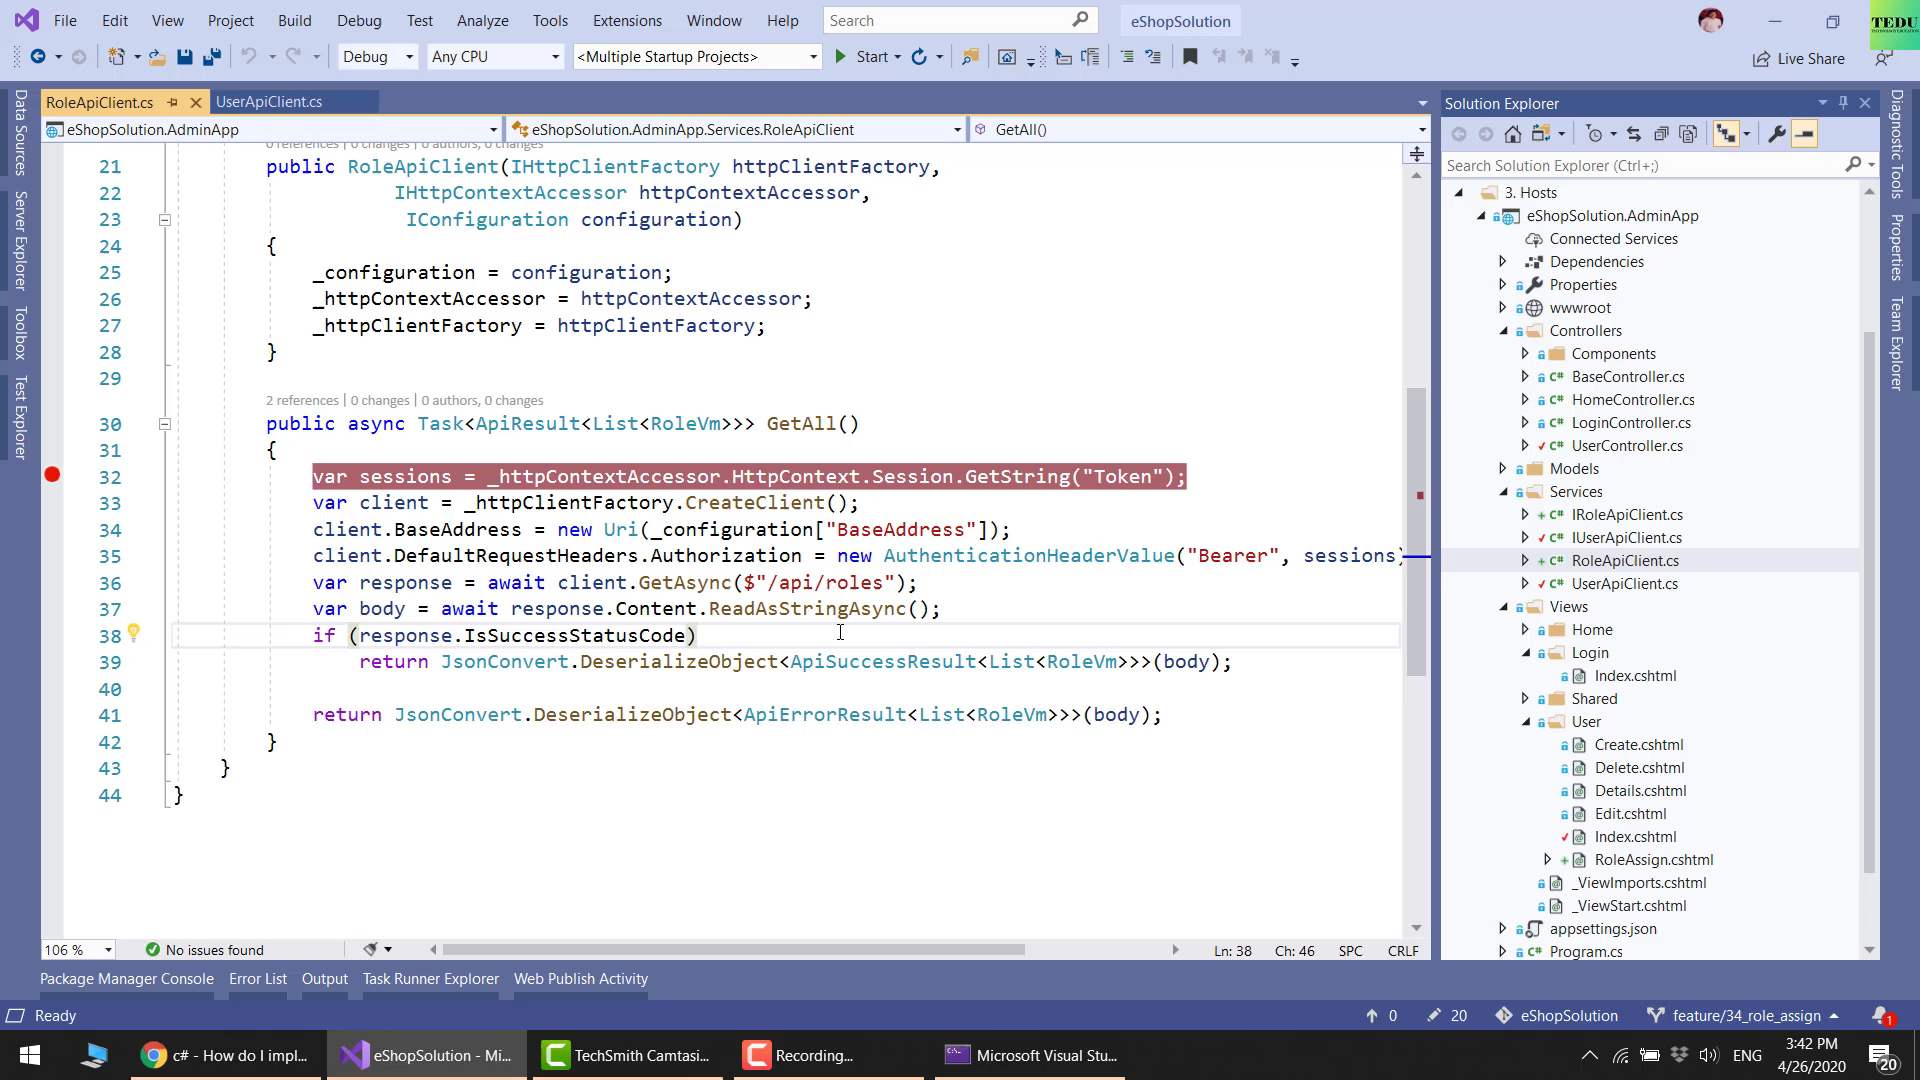 File Edit View Project Build Debug Test Analyze Tools Extensions Window Help Search eShopSolution TEDU
Debug Any CPU <Multiple Startup Projects> Start Live Share
RoleApiClient.cs UserApiClient.cs
eShopSolution.AdminApp eShopSolution.AdminApp.Services.RoleApiClient GetAll()
0 references | 0 changes | 0 authors, 0 changes
21 public RoleApiClient(IHttpClientFactory httpClientFactory,
22 IHttpContextAccessor httpContextAccessor,
23 IConfiguration configuration)
24 {
25 _configuration = configuration;
26 _httpContextAccessor = httpContextAccessor;
27 _httpClientFactory = httpClientFactory;
28 }
29
2 references | 0 changes | 0 authors, 0 changes
30 public async Task<ApiResult<List<RoleVm>>> GetAll()
31 {
32 var sessions = _httpContextAccessor.HttpContext.Session.GetString("Token");
33 var client = _httpClientFactory.CreateClient();
34 client.BaseAddress = new Uri(_configuration["BaseAddress"]);
35 client.DefaultRequestHeaders.Authorization = new AuthenticationHeaderValue("Bearer", sessions)
36 var response = await client.GetAsync($"/api/roles");
37 var body = await response.Content.ReadAsStringAsync();
38 if (response.IsSuccessStatusCode)
39 return JsonConvert.DeserializeObject<ApiSuccessResult<List<RoleVm>>>(body);
40
41 return JsonConvert.DeserializeObject<ApiErrorResult<List<RoleVm>>>(body);
42 }
43 }
44 }
106 % No issues found Ln: 38 Ch: 46 SPC CRLF
Data Sources
Server Explorer
Toolbox
Test Explorer
Solution Explorer
Search Solution Explorer (Ctrl+;)
3. Hosts
eShopSolution.AdminApp
Connected Services
Dependencies
Properties
wwwroot
Controllers
Components
BaseController.cs
HomeController.cs
LoginController.cs
UserController.cs
Models
Services
IRoleApiClient.cs
IUserApiClient.cs
RoleApiClient.cs
UserApiClient.cs
Views
Home
Login
Index.cshtml
Shared
User
Create.cshtml
Delete.cshtml
Details.cshtml
Edit.cshtml
Index.cshtml
RoleAssign.cshtml
_ViewImports.cshtml
_ViewStart.cshtml
appsettings.json
Program.cs
Diagnostic Tools
Properties
Team Explorer
Package Manager Console Error List Output Task Runner Explorer Web Publish Activity
Ready 0 20 eShopSolution feature/34_role_assign 1
c# - How do I impl... eShopSolution - Mi... TechSmith Camtasi... Recording... Microsoft Visual Stu... ENG 3:42 PM
4/26/2020 20